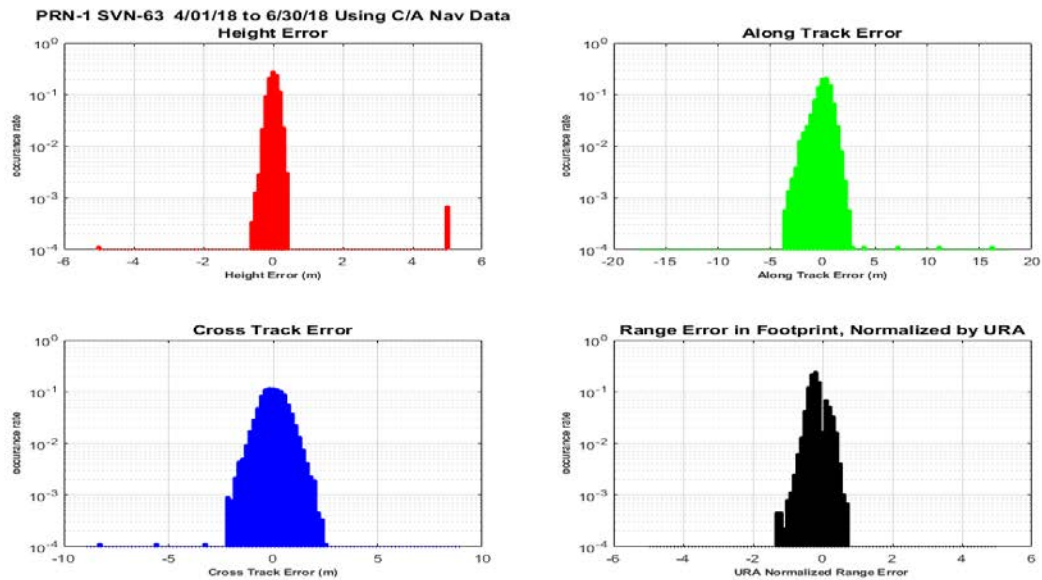 PRN-1 SVN-63 4/01/18 to 6/30/18 Using C/A Nav Data
Height Error
10^0
10^-1
10^-2
10^-3
10^-4
occurance rate
-6 -4 -2 0 2 4 6
Height Error (m)
Along Track Error
10^0
10^-1
10^-2
10^-3
10^-4
occurance rate
-20 -15 -10 -5 0 5 10 15 20
Along Track Error (m)
Cross Track Error
10^0
10^-1
10^-2
10^-3
10^-4
occurance rate
-10 -5 0 5 10
Cross Track Error (m)
Range Error in Footprint, Normalized by URA
10^0
10^-1
10^-2
10^-3
10^-4
occurance rate
-6 -4 -2 0 2 4 6
URA Normalized Range Error